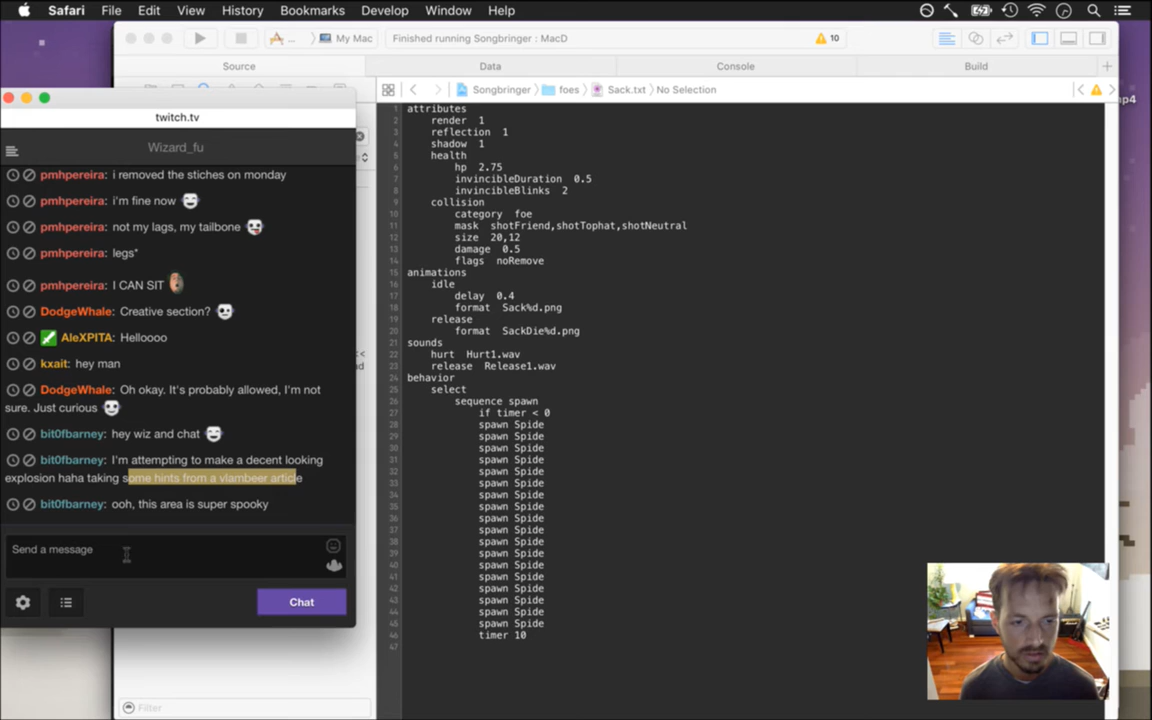 Safari File Edit View History Bookmarks Develop Window Help
My Mac
Finished running Songbringer : MacD
10
Source Data Console Build
Songbringer foes Sack.txt No Selection
mp4
twitch.tv
Wizard_fu
pmhpereira: i removed the stiches on monday
pmhpereira: i'm fine now
pmhpereira: not my lags, my tailbone
pmhpereira: legs*
pmhpereira: I CAN SIT
DodgeWhale: Creative section?
AleXPITA: Helloooo
kxait: hey man
DodgeWhale: Oh okay. It's probably allowed, I'm not
sure. Just curious
bit0fbarney: hey wiz and chat
bit0fbarney: I'm attempting to make a decent looking
explosion haha taking some hints from a vlambeer article
bit0fbarney: ooh, this area is super spooky
Send a message
Chat
Filter
1 attributes
2 render 1
3 reflection 1
4 shadow 1
5 health
6 hp 2.75
7 invincibleDuration 0.5
8 invincibleBlinks 2
9 collision
10 category foe
11 mask shotFriend,shotTophat,shotNeutral
12 size 20,12
13 damage 0.5
14 flags noRemove
15 animations
16 idle
17 delay 0.4
18 format Sack%d.png
19 release
20 format SackDie%d.png
21 sounds
22 hurt Hurt1.wav
23 release Release1.wav
24 behavior
25 select
26 sequence spawn
27 if timer < 0
28 spawn Spide
29 spawn Spide
30 spawn Spide
31 spawn Spide
32 spawn Spide
33 spawn Spide
34 spawn Spide
35 spawn Spide
36 spawn Spide
37 spawn Spide
38 spawn Spide
39 spawn Spide
40 spawn Spide
41 spawn Spide
42 spawn Spide
43 spawn Spide
44 spawn Spide
45 spawn Spide
46 timer 10
47